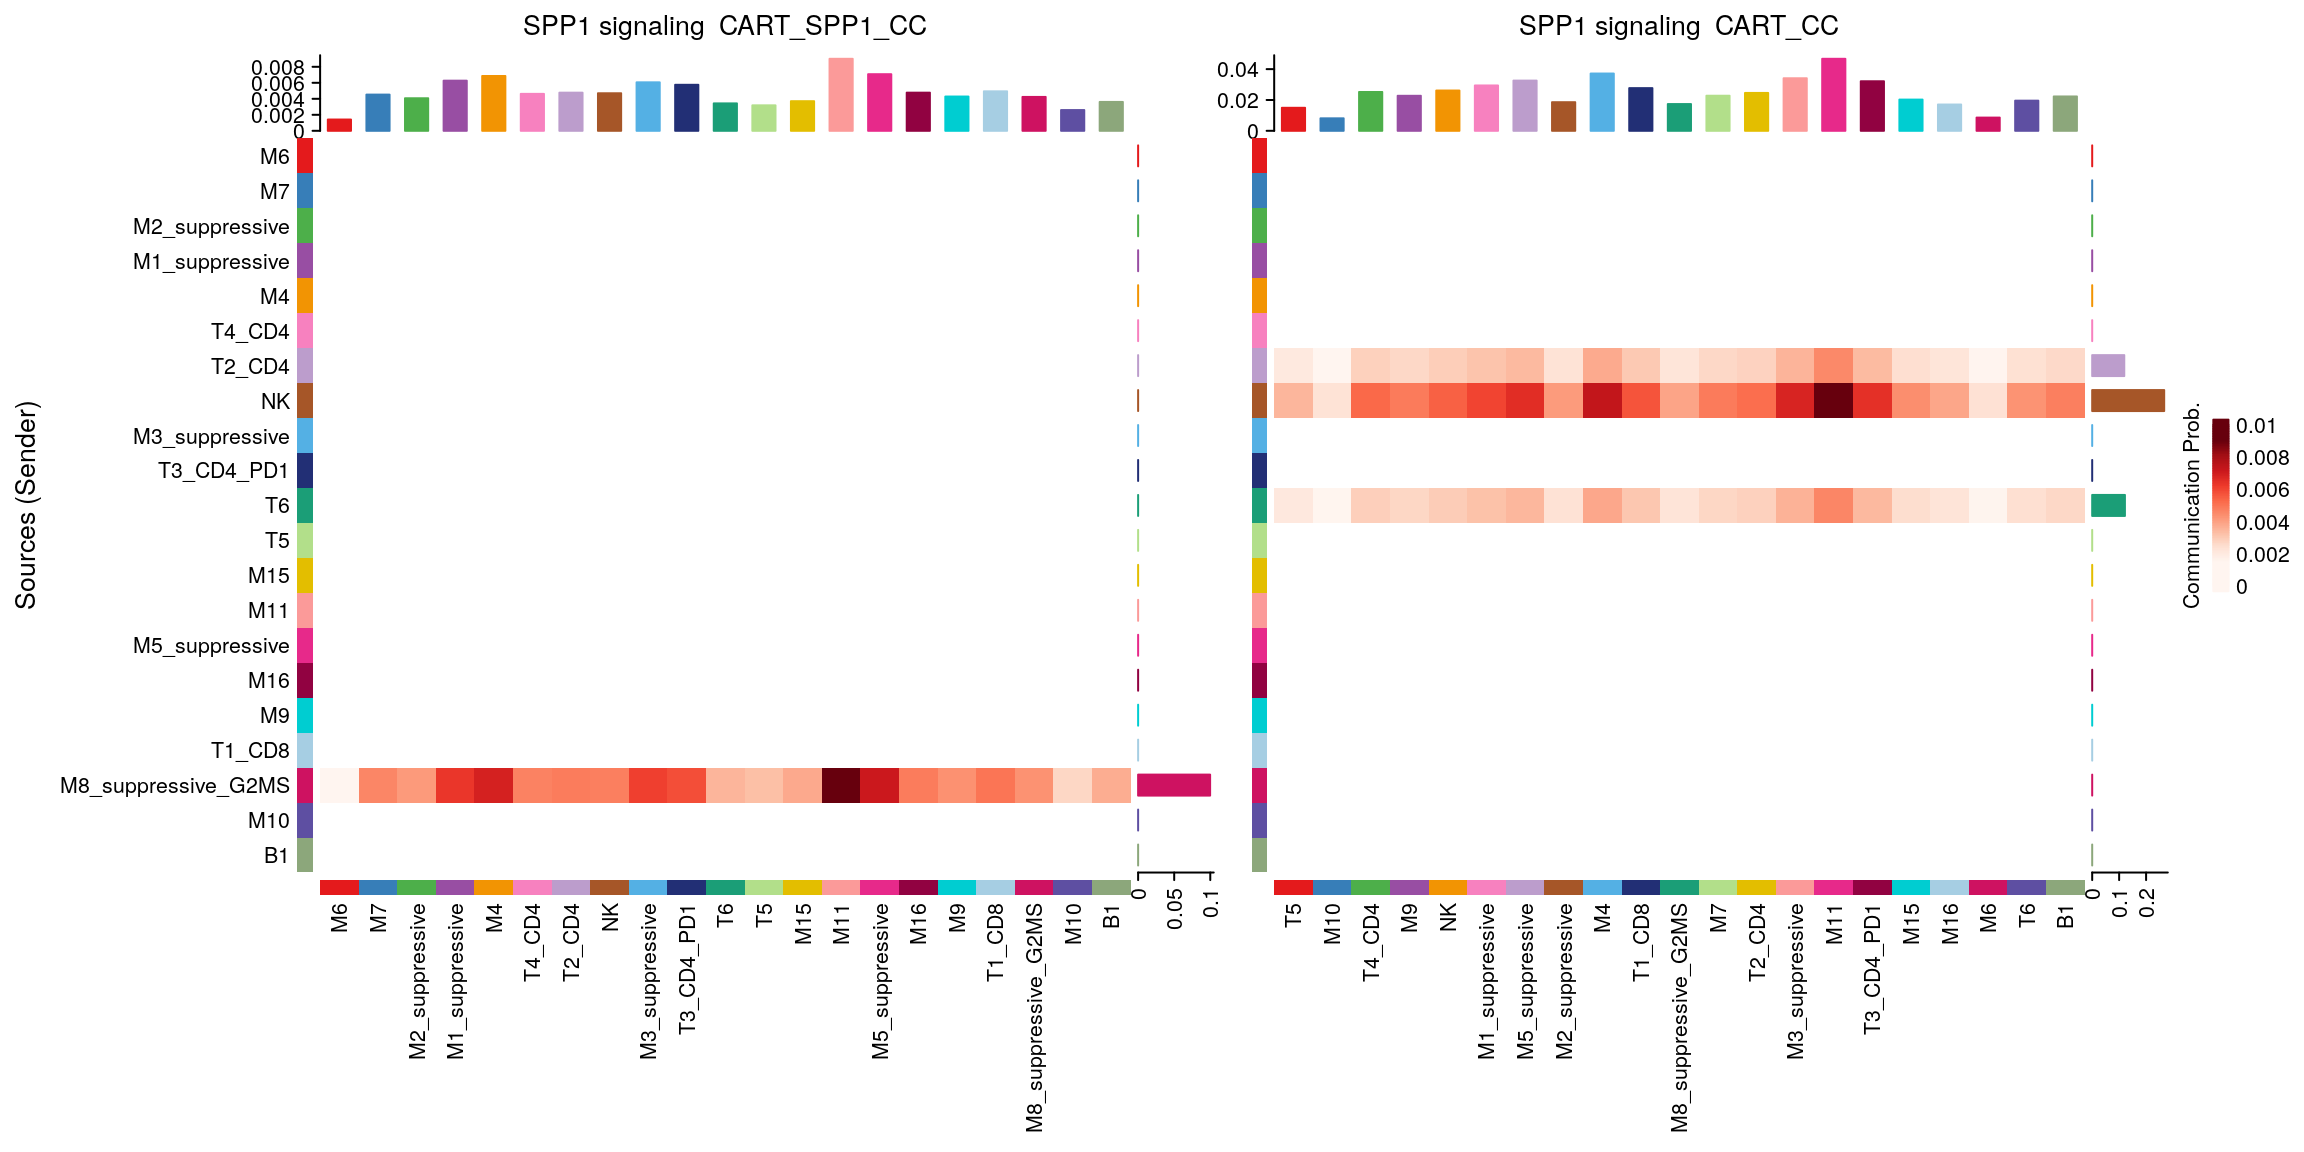 SPP1 signaling  CART_SPP1_CC
0.008
0.006
0.004
0.002
0
Sources (Sender)
M6
M7
M2_suppressive
M1_suppressive
M4
T4_CD4
T2_CD4
NK
M3_suppressive
T3_CD4_PD1
T6
T5
M15
M11
M5_suppressive
M16
M9
T1_CD8
M8_suppressive_G2MS
M10
B1
M6
M7
M2_suppressive
M1_suppressive
M4
T4_CD4
T2_CD4
NK
M3_suppressive
T3_CD4_PD1
T6
T5
M15
M11
M5_suppressive
M16
M9
T1_CD8
M8_suppressive_G2MS
M10
B1
0
0.05
0.1
SPP1 signaling  CART_CC
0.04
0.02
0
T5
M10
T4_CD4
M9
NK
M1_suppressive
M5_suppressive
M2_suppressive
M4
T1_CD8
M8_suppressive_G2MS
M7
T2_CD4
M3_suppressive
M11
T3_CD4_PD1
M15
M16
M6
T6
B1
0
0.1
0.2
Communication Prob.
0.01
0.008
0.006
0.004
0.002
0